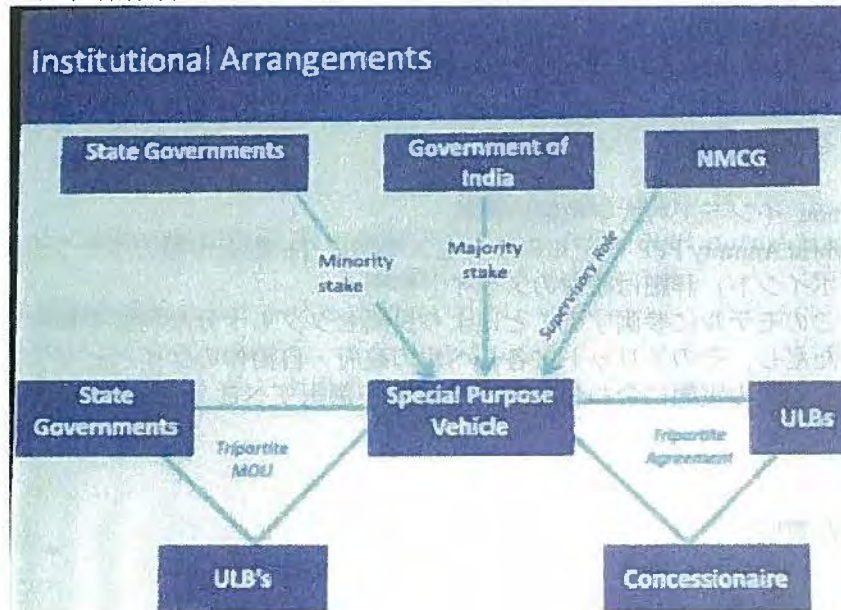 Institutional Arrangements
State Governments
Government of
India
NMCG
Minority
stake
Majority
stake
Supervisory Role
State
Governments
Special Purpose
Vehicle
ULBs
Tripartite
MOU
Tripartite
Agreement
ULB's
Concessionaire